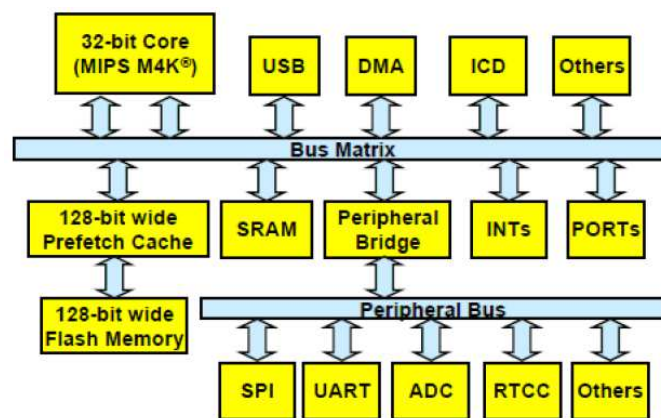 32-bit Core
(MIPS M4K®)
USB
DMA
ICD
Others
Bus Matrix
128-bit wide
Prefetch Cache
SRAM
Peripheral
Bridge
INTs
PORTs
128-bit wide
Flash Memory
Peripheral Bus
SPI
UART
ADC
RTCC
Others